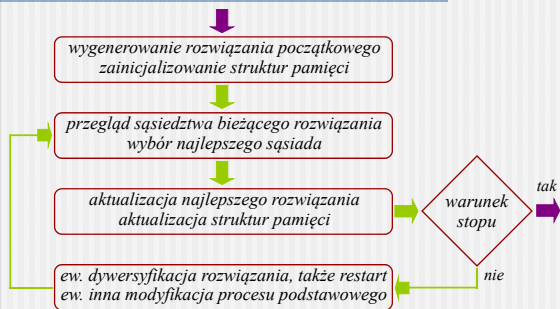 wygenerowanie rozwiązania początkowego
zainicjalizowanie struktur pamięci
przegląd sąsiedztwa bieżącego rozwiązania
wybór najlepszego sąsiada
aktualizacja najlepszego rozwiązania
aktualizacja struktur pamięci
warunek
stopu
tak
nie
ew. dywersyfikacja rozwiązania, także restart
ew. inna modyfikacja procesu podstawowego